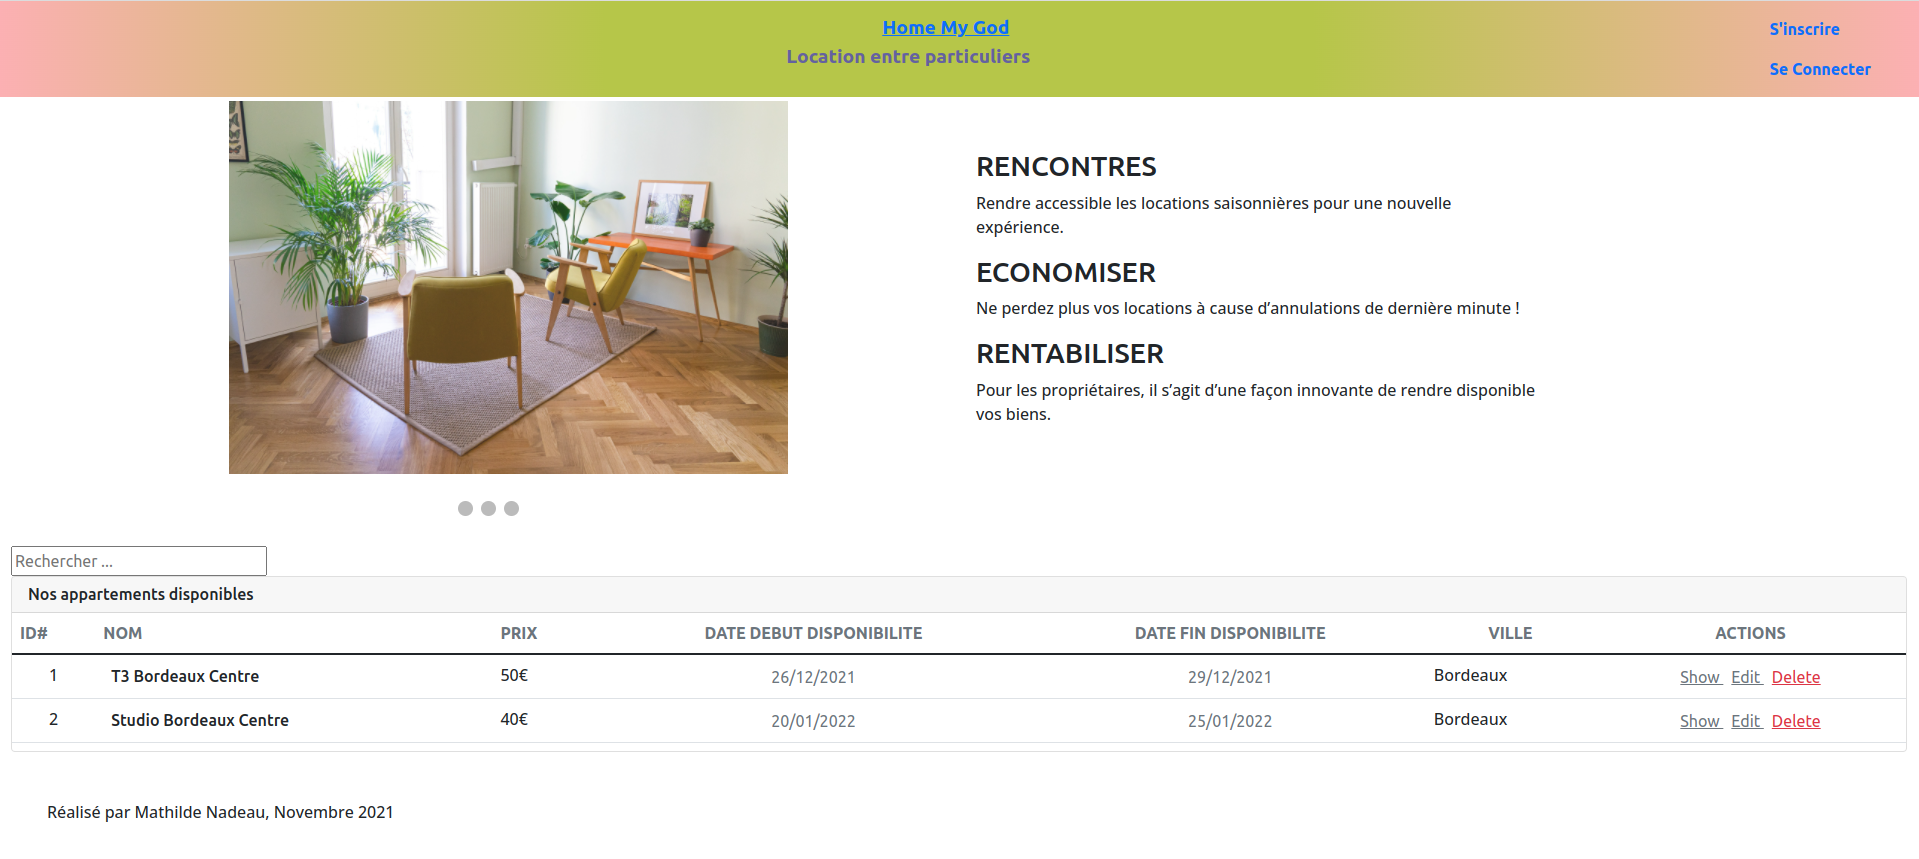 Home My God
Location entre particuliers
S'inscrire
Se Connecter
RENCONTRES
Rendre accessible les locations saisonnières pour une nouvelle
expérience.
ECONOMISER
Ne perdez plus vos locations à cause d’annulations de dernière minute !
RENTABILISER
Pour les propriétaires, il s’agit d’une façon innovante de rendre disponible
vos biens.
Rechercher ...
Nos appartements disponibles
ID# NOM PRIX DATE DEBUT DISPONIBILITE DATE FIN DISPONIBILITE VILLE ACTIONS
1 T3 Bordeaux Centre 50€ 26/12/2021 29/12/2021 Bordeaux Show Edit Delete
2 Studio Bordeaux Centre 40€ 20/01/2022 25/01/2022 Bordeaux Show Edit Delete
Réalisé par Mathilde Nadeau, Novembre 2021